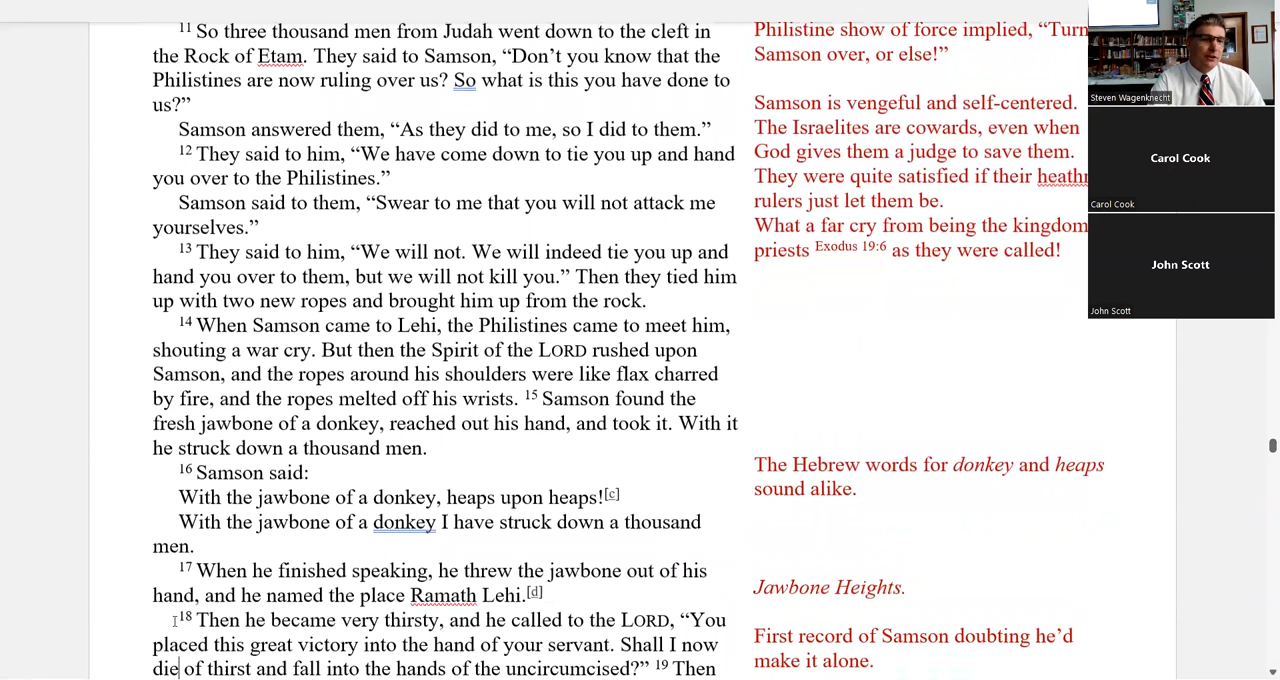 11 So three thousand men from Judah went down to the cleft in
the Rock of Etam. They said to Samson, “Don’t you know that the
Philistines are now ruling over us? So what is this you have done to
us?”
Samson answered them, “As they did to me, so I did to them.”
12 They said to him, “We have come down to tie you up and hand
you over to the Philistines.”
Samson said to them, “Swear to me that you will not attack me
yourselves.”
13 They said to him, “We will not. We will indeed tie you up and
hand you over to them, but we will not kill you.” Then they tied him
up with two new ropes and brought him up from the rock.
14 When Samson came to Lehi, the Philistines came to meet him,
shouting a war cry. But then the Spirit of the LORD rushed upon
Samson, and the ropes around his shoulders were like flax charred
by fire, and the ropes melted off his wrists. 15 Samson found the
fresh jawbone of a donkey, reached out his hand, and took it. With it
he struck down a thousand men.
16 Samson said:
With the jawbone of a donkey, heaps upon heaps![c]
With the jawbone of a donkey I have struck down a thousand
men.
17 When he finished speaking, he threw the jawbone out of his
hand, and he named the place Ramath Lehi.[d]
18 Then he became very thirsty, and he called to the LORD, “You
placed this great victory into the hand of your servant. Shall I now
die of thirst and fall into the hands of the uncircumcised?” 19 Then
Philistine show of force implied, “Turn
Samson over, or else!”
Samson is vengeful and self-centered.
The Israelites are cowards, even when
God gives them a judge to save them.
They were quite satisfied if their heathn
rulers just let them be.
What a far cry from being the kingdom
priests Exodus 19:6 as they were called!
The Hebrew words for donkey and heaps
sound alike.
Jawbone Heights.
First record of Samson doubting he’d
make it alone.
Steven Wagenknecht
Carol Cook
Carol Cook
John Scott
John Scott